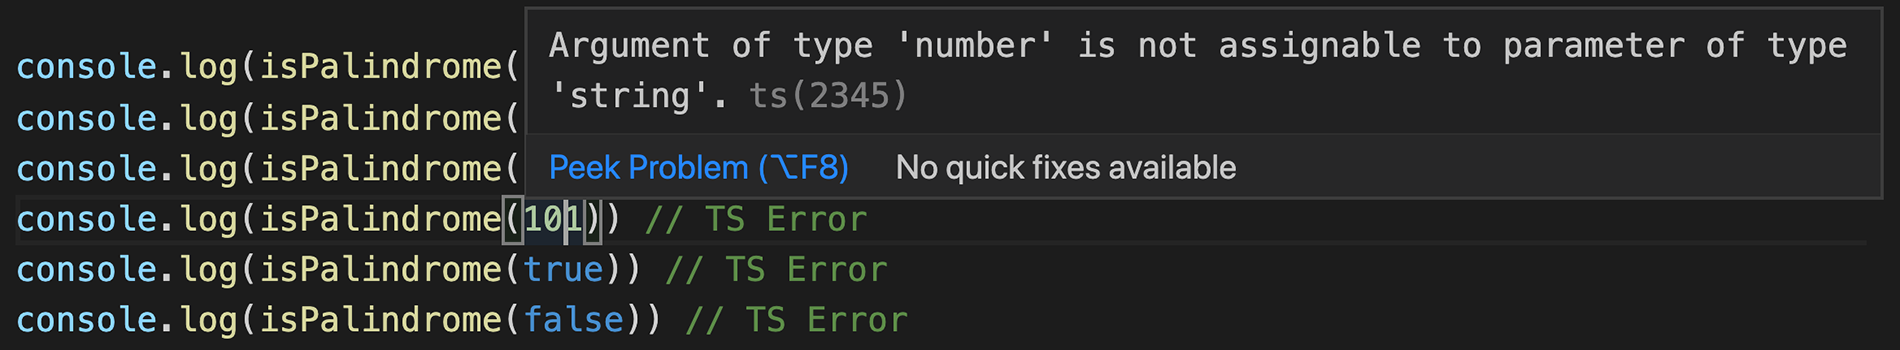 Argument of type 'number' is not assignable to parameter of type
'string'. ts(2345)
Peek Problem (⌥F8) No quick fixes available
console.log(isPalindrome(
console.log(isPalindrome(
console.log(isPalindrome(
console.log(isPalindrome(101)) // TS Error
console.log(isPalindrome(true)) // TS Error
console.log(isPalindrome(false)) // TS Error